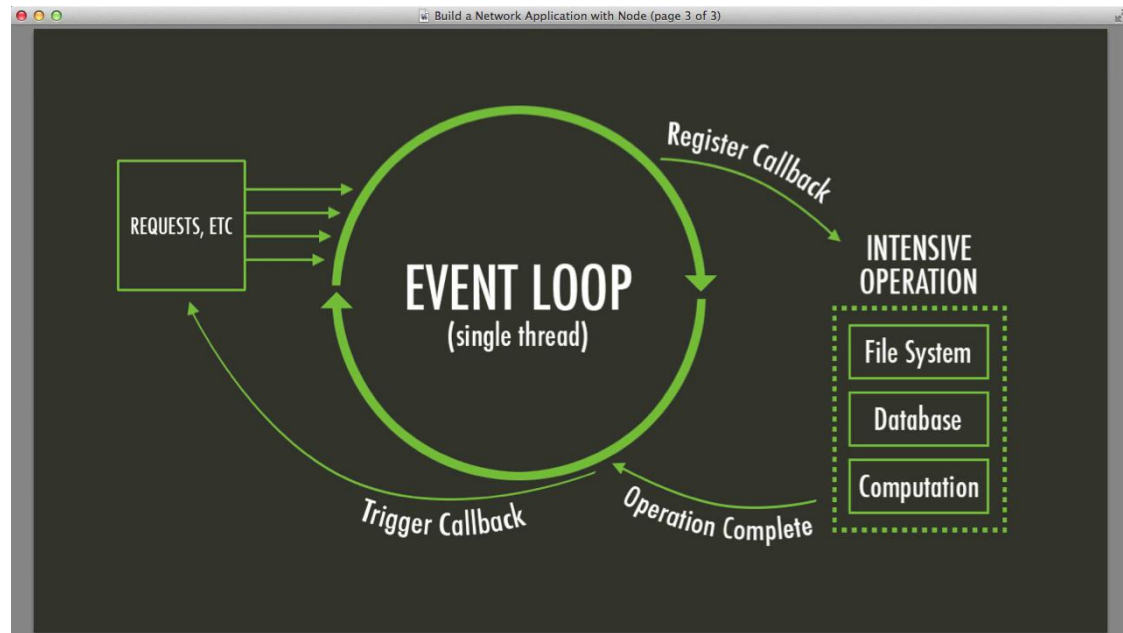 Build a Network Application with Node (page 3 of 3)
Register Callback
REQUESTS, ETC
EVENT LOOP
(single thread)
INTENSIVE
OPERATION
File System
Database
Computation
Operation Complete
Trigger Callback